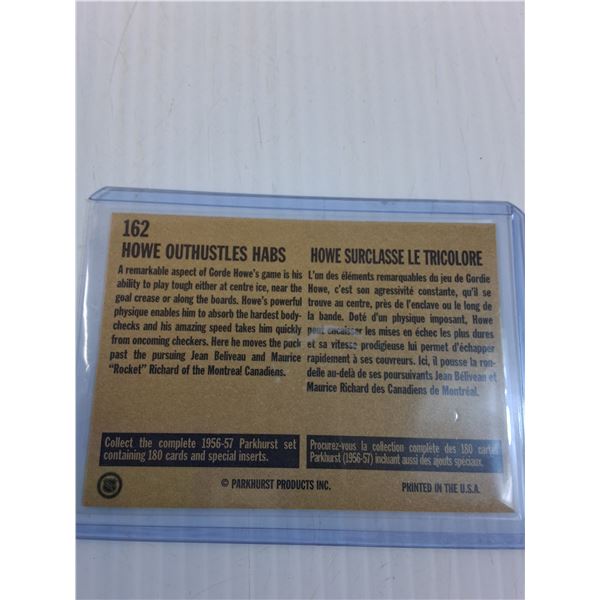 162
HOWE OUTHUSTLES HABS
A remarkable aspect of Gorde Howe's game is his
ability to play tough either at centre ice, near the
goal crease or along the boards. Howe's powerful
physique enables him to absorb the hardest body-
checks and his amazing speed takes him quickly
from oncoming checkers. Here he moves the puck
past the pursuing Jean Beliveau and Maurice
"Rocket" Richard of the Montreal Canadiens.
HOWE SURCLASSE LE TRICOLORE
L'on des éléments remarquables du jeu de Gordie
Howe, c'est son agressivité constante, qu'il se
trouve au centre, près de l'enclave ou le long de
la bande. Doté d'un physique imposant, Howe
peut encaisser les mises en échec les plus dures
et sa vitesse prodigieuse lui permet d'échapper
rapidement à ses couvreurs. Ici, il pousse la ron-
delle au-delà de ses poursuivants Jean Béliveau et
Maurice Richard des Canadiens de Montréal.
Collect the complete 1956-57 Parkhurst set
containing 180 cards and special inserts.
Procurez-vous la collection complète des 180 cartes
Parkhurst (1956-57) incluant aussi des ajouts spéciaux.
© PARKHURST PRODUCTS INC.
PRINTED IN THE U.S.A.